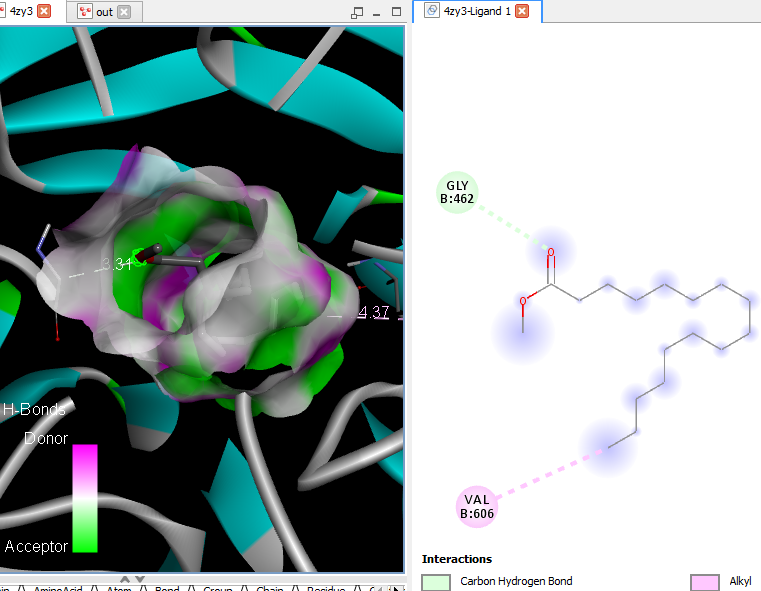 4zy3
out
4zy3-Ligand 1
3.31
4.37
H-Bonds
Donor
Acceptor
GLY
B:462
O
O
VAL
B:606
Interactions
Carbon Hydrogen Bond
Alkyl
AminoAcid
Atom
Bond
Group
Chain
Residue